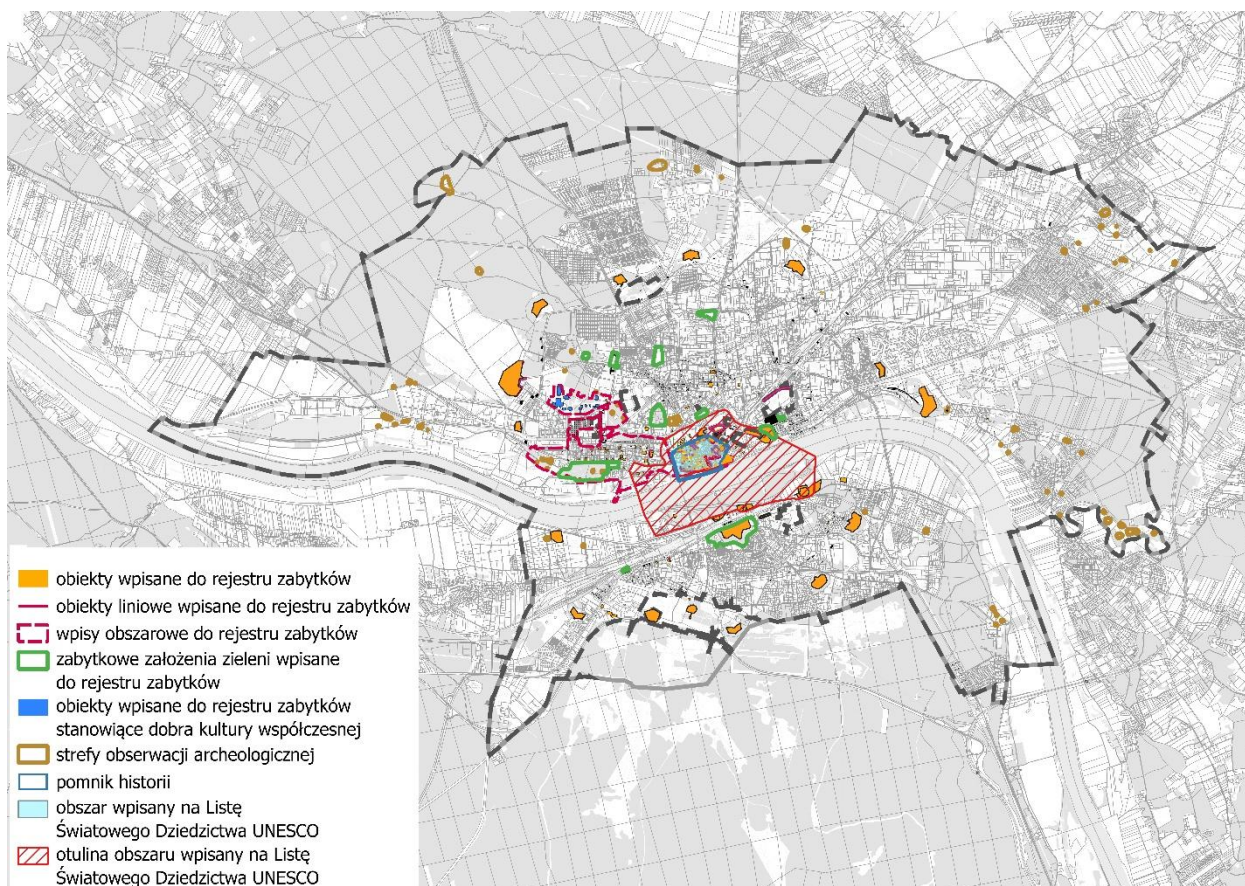 obiekty wpisane do rejestru zabytków
obiekty liniowe wpisane do rejestru zabytków
wpisy obszarowe do rejestru zabytków
zabytkowe założenia zieleni wpisane
do rejestru zabytków
obiekty wpisane do rejestru zabytków
stanowiące dobra kultury współczesnej
strefy obserwacji archeologicznej
pomnik historii
obszar wpisany na Listę
Światowego Dziedzictwa UNESCO
otulina obszaru wpisany na Listę
Światowego Dziedzictwa UNESCO